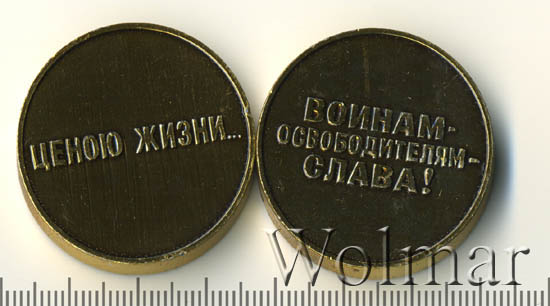 ЦЕНОЮ ЖИЗНИ...
ВОИНАМ-
ОСВОБОДИТЕЛЯМ-
СЛАВА!
Wolmar